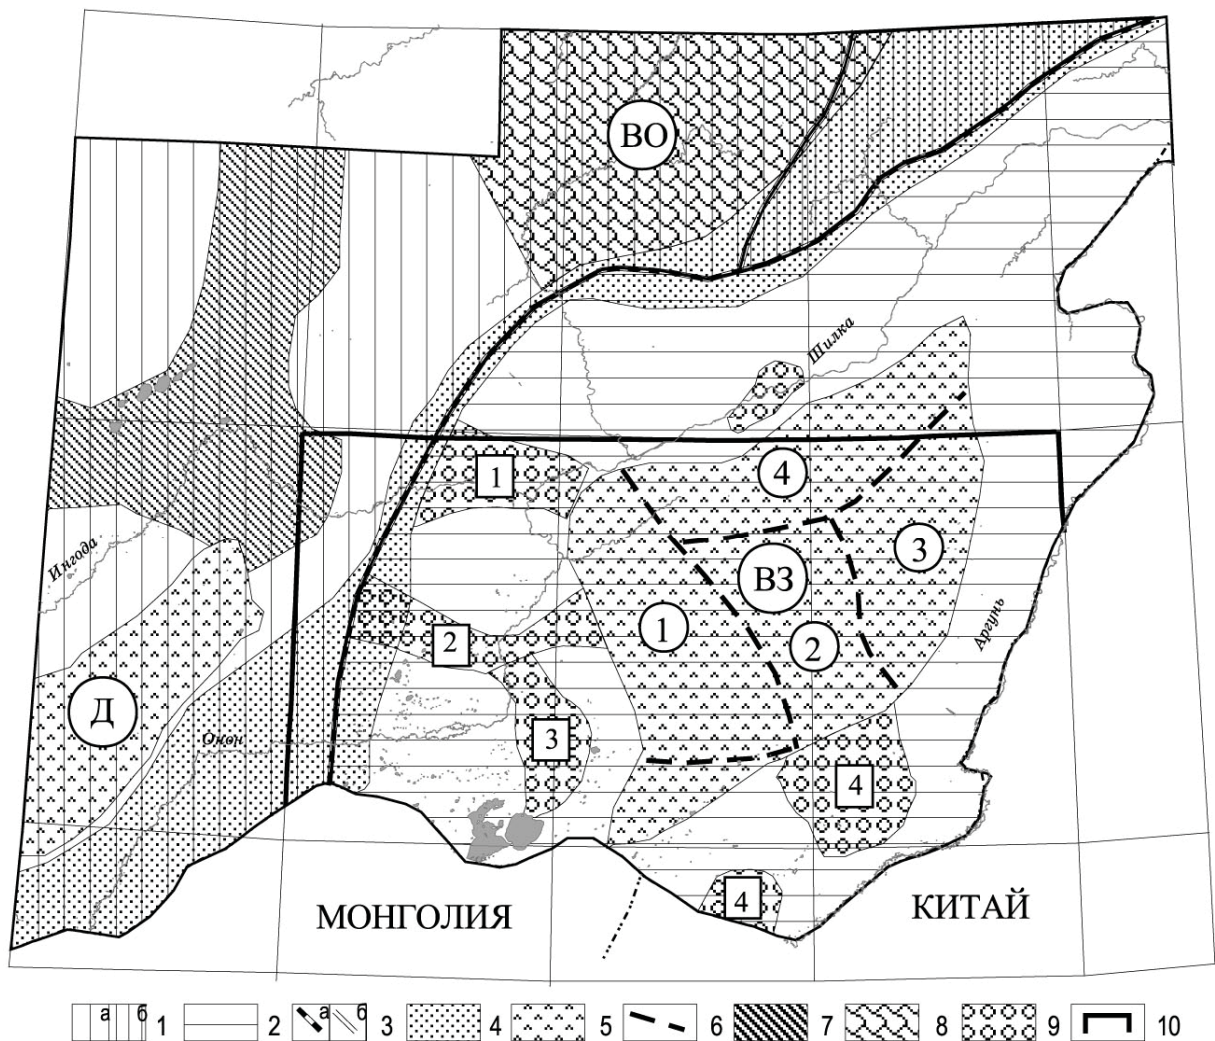 ВО
Шилка
1
4
3
Ингода
ВЗ
1
2
2
Аргунь
Д
Онон
3
4
4
МОНГОЛИЯ
КИТАЙ
а б 1 2 а б 3 4 5 6 7 8 9 10